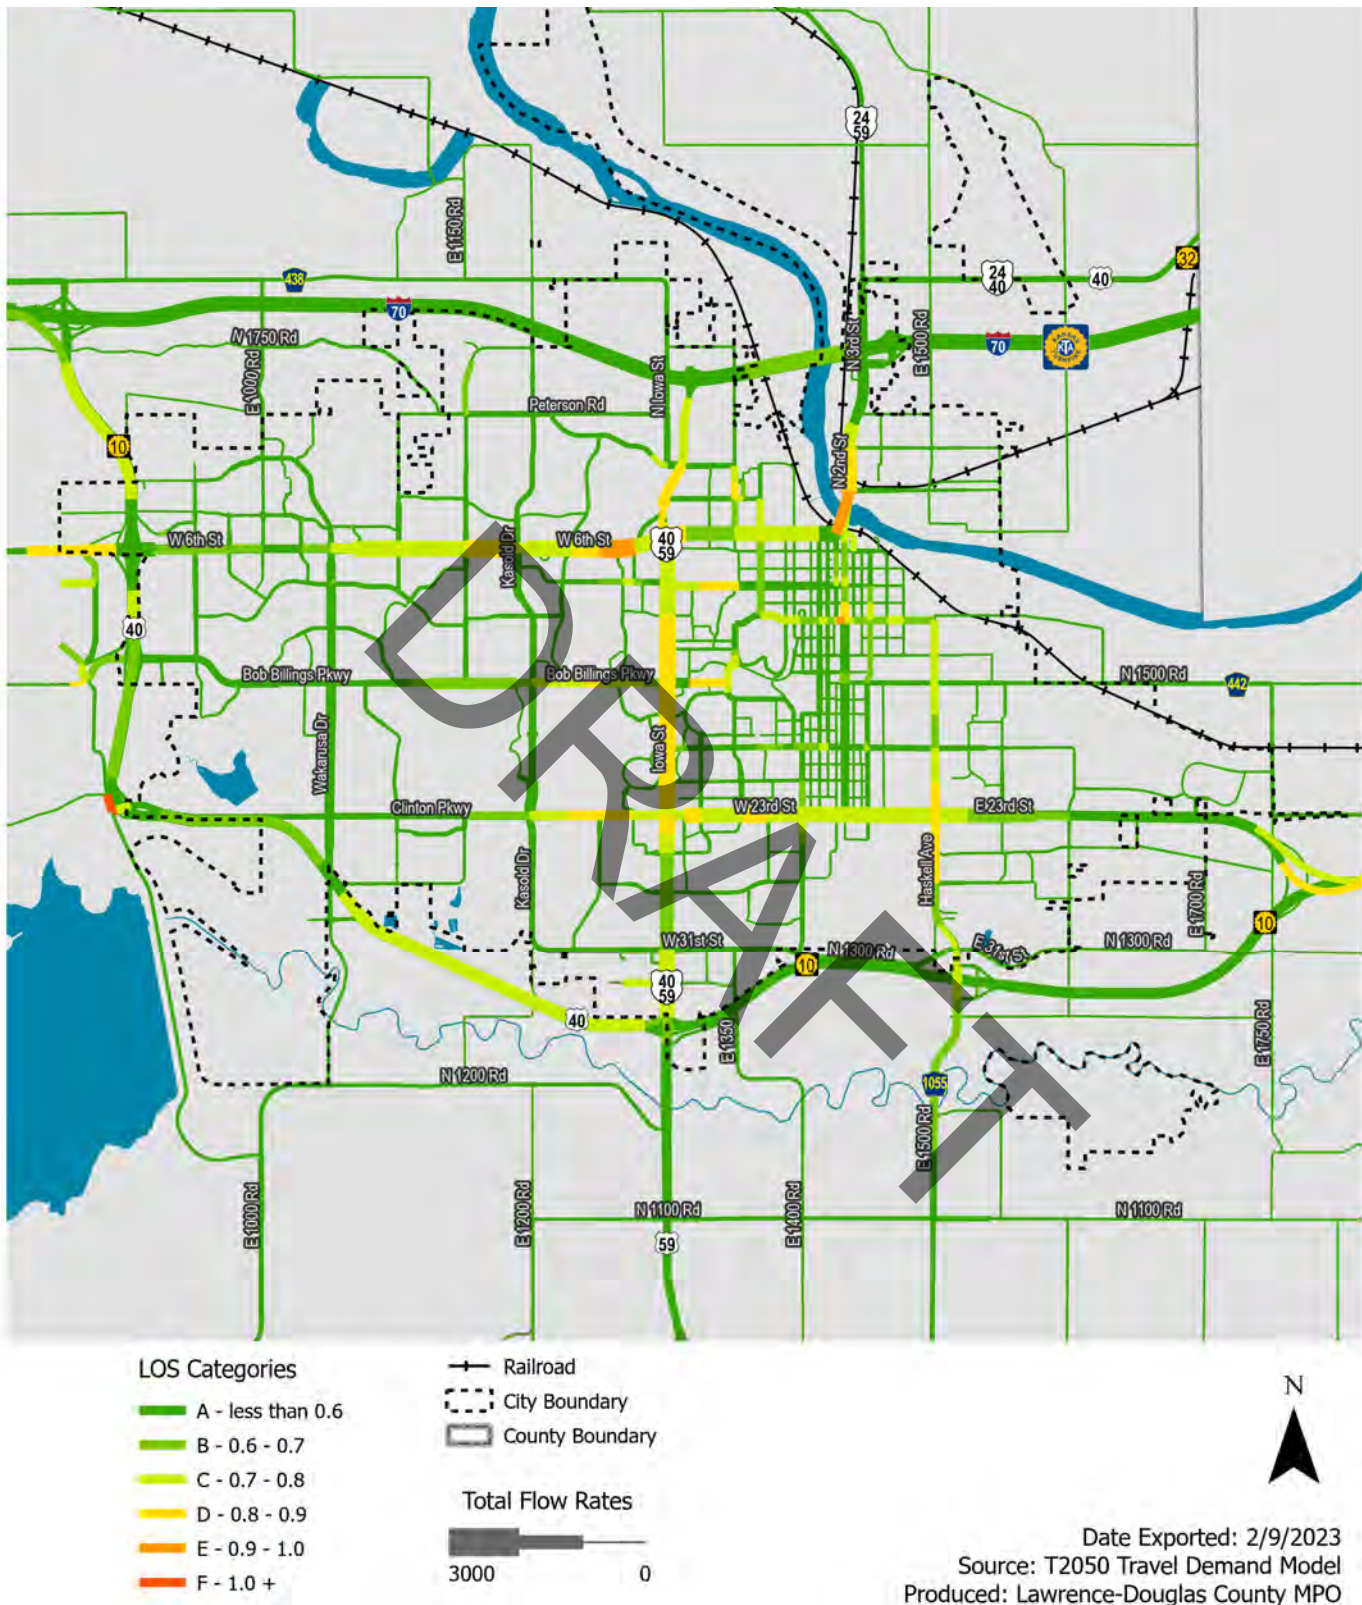 24
59
E 1150 Rd
438
32
24
40
40
70
N 1750 Rd
E 1000 Rd
N Iowa St
N 3rd St
E 1500 Rd
70
KANSAS
KTA
TURNPIKE
Peterson Rd
10
N 2nd St
W 6th St
Kasold Dr
W 6th St
40
59
40
Bob Billings Pkwy
Bob Billings Pkwy
N 1500 Rd
442
Wakarusa Dr
Iowa St
Clinton Pkwy
W 23rd St
E 23rd St
Kasold Dr
Haskell Ave
E 1700 Rd
10
W 31st St
N 1300 Rd
E 31st St
N 1300 Rd
10
40
59
40
E 1350
E 1750 Rd
N 1200 Rd
1055
E 1500 Rd
E 1000 Rd
E 1200 Rd
N 1100 Rd
E 1400 Rd
N 1100 Rd
59
DRAFT
LOS Categories
A - less than 0.6
B - 0.6 - 0.7
C - 0.7 - 0.8
D - 0.8 - 0.9
E - 0.9 - 1.0
F - 1.0 +
Railroad
City Boundary
County Boundary
Total Flow Rates
3000 0
N
Date Exported: 2/9/2023
Source: T2050 Travel Demand Model
Produced: Lawrence-Douglas County MPO